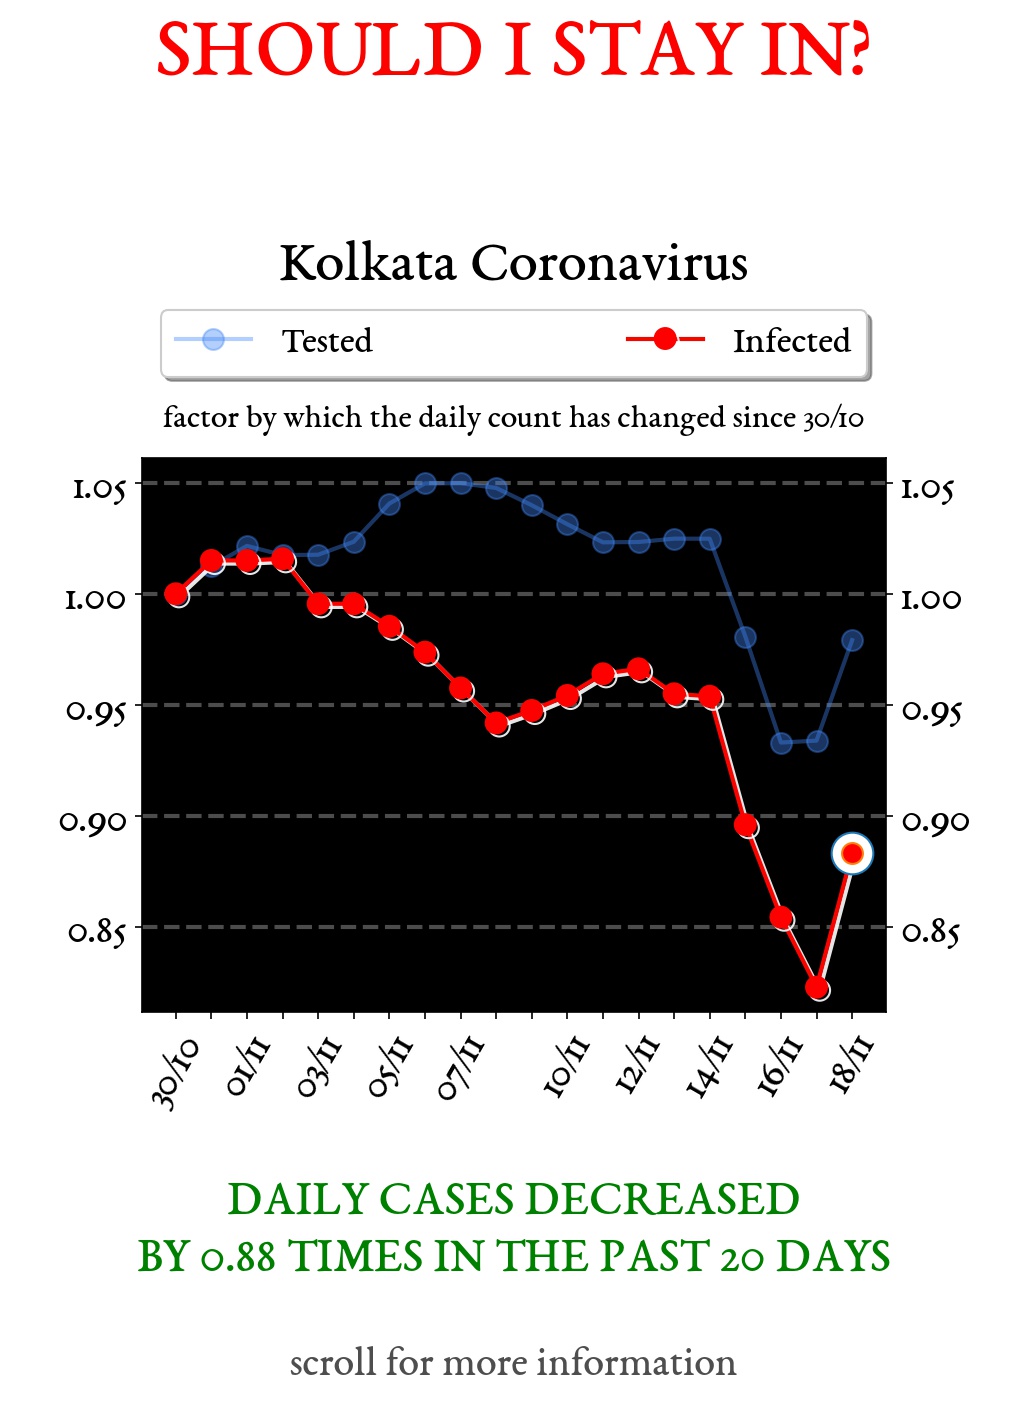 SHOULD I STAY IN?
Kolkata Coronavirus
Tested Infected
factor by which the daily count has changed since 30/10
1.05 1.05
1.00 1.00
0.95 0.95
0.90 0.90
0.85 0.85
30/10 01/11 03/11 05/11 07/11 10/11 12/11 14/11 16/11 18/11
DAILY CASES DECREASED
BY 0.88 TIMES IN THE PAST 20 DAYS
scroll for more information